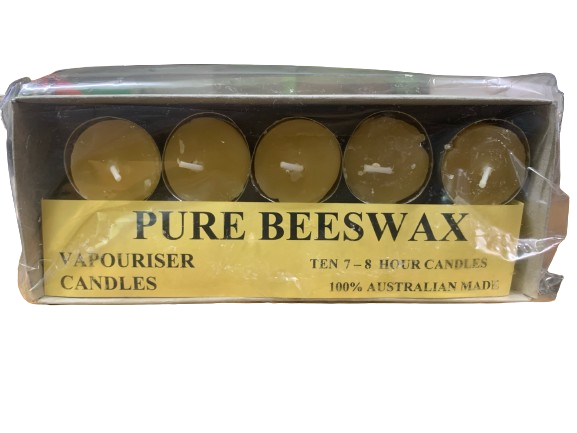 PURE BEESWAX
VAPOURISER
CANDLES
TEN 7-8 HOUR CANDLES
100% AUSTRALIAN MADE